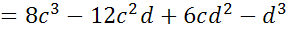 = 8c³ − 12c²d + 6cd² − d³